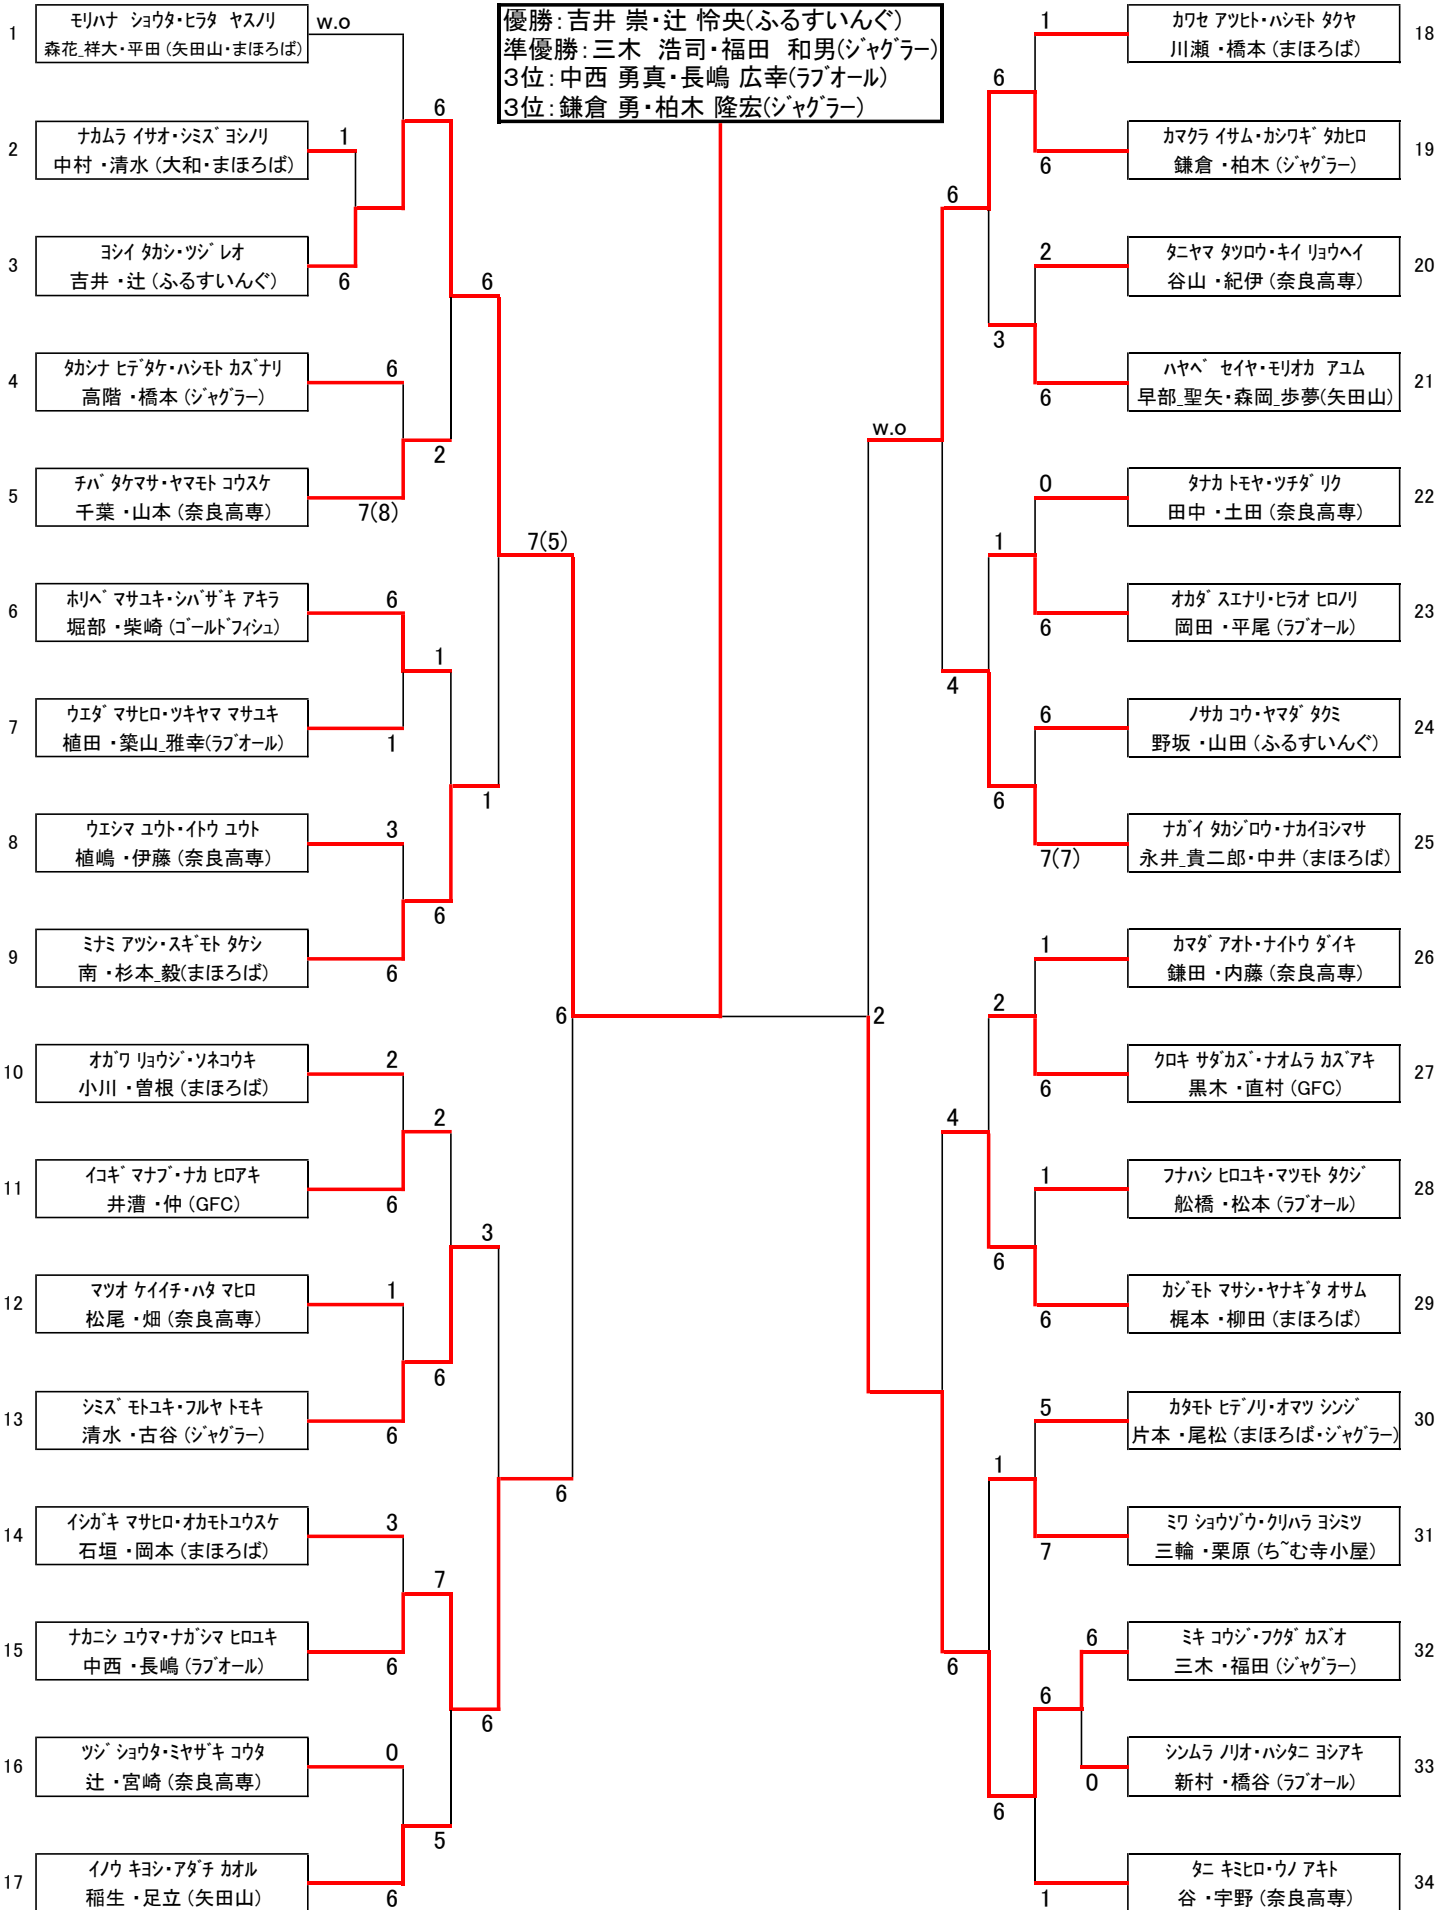 優勝：吉井 崇・辻 怜央(ふるすいんぐ)
準優勝：三木　浩司・福田　和男(ｼﾞｬｸﾞﾗｰ)
3位：中西 勇真・長嶋 広幸(ﾗﾌﾞｵｰﾙ)
3位：鎌倉 勇・柏木 隆宏(ｼﾞｬｸﾞﾗｰ)
1
ﾓﾘﾊﾅ　ｼｮｳﾀ・ﾋﾗﾀ　ﾔｽﾉﾘ
森花_祥大・平田 (矢田山・まほろば)
w.o
2
ﾅｶﾑﾗ ｲｻｵ・ｼﾐｽﾞ ﾖｼﾉﾘ
中村 ・清水 (大和・まほろば)
1
6
3
ﾖｼｲ ﾀｶｼ・ﾂｼﾞ ﾚｵ
吉井 ・辻 (ふるすいんぐ)
6
6
4
ﾀｶｼﾅ ﾋﾃﾞﾀｹ・ﾊｼﾓﾄ ｶｽﾞﾅﾘ
高階 ・橋本 (ｼﾞｬｸﾞﾗｰ)
6
2
5
ﾁﾊﾞ ﾀｹﾏｻ・ﾔﾏﾓﾄ ｺｳｽｹ
千葉 ・山本 (奈良高専)
7(8)
7(5)
6
ﾎﾘﾍﾞ ﾏｻﾕｷ・ｼﾊﾞｻﾞｷ ｱｷﾗ
堀部 ・柴崎 (ｺﾞｰﾙﾄﾞﾌｨｼｭ)
6
1
7
ｳｴﾀﾞ ﾏｻﾋﾛ・ﾂｷﾔﾏ ﾏｻﾕｷ
植田 ・築山_雅幸(ﾗﾌﾞｵｰﾙ)
1
1
8
ｳｴｼﾏ ﾕｳﾄ・ｲﾄｳ ﾕｳﾄ
植嶋 ・伊藤 (奈良高専)
3
6
9
ﾐﾅﾐ ｱﾂｼ・ｽｷﾞﾓﾄ ﾀｹｼ
南 ・杉本_毅(まほろば)
6
6
10
ｵｶﾞﾜ ﾘｮｳｼﾞ・ｿﾈｺｳｷ
小川 ・曽根 (まほろば)
2
2
11
ｲｺｷﾞ ﾏﾅﾌﾞ・ﾅｶ ﾋﾛｱｷ
井漕 ・仲 (GFC)
6
3
12
ﾏﾂｵ ｹｲｲﾁ・ﾊﾀ ﾏﾋﾛ
松尾 ・畑 (奈良高専)
1
6
13
ｼﾐｽﾞ ﾓﾄﾕｷ・ﾌﾙﾔ ﾄﾓｷ
清水 ・古谷 (ｼﾞｬｸﾞﾗｰ)
6
6
14
ｲｼｶﾞｷ ﾏｻﾋﾛ・ｵｶﾓﾄﾕｳｽｹ
石垣 ・岡本 (まほろば)
3
7
15
ﾅｶﾆｼ ﾕｳﾏ・ﾅｶﾞｼﾏ ﾋﾛﾕｷ
中西 ・長嶋 (ﾗﾌﾞｵｰﾙ)
6
6
16
ﾂｼﾞ ｼｮｳﾀ・ﾐﾔｻﾞｷ ｺｳﾀ
辻 ・宮崎 (奈良高専)
0
5
17
ｲﾉｳ ｷﾖｼ・ｱﾀﾞﾁ ｶｵﾙ
稲生 ・足立 (矢田山)
6
1
ｶﾜｾ ｱﾂﾋﾄ・ﾊｼﾓﾄ ﾀｸﾔ
川瀬 ・橋本 (まほろば)
18
6
ｶﾏｸﾗ ｲｻﾑ・ｶｼﾜｷﾞ ﾀｶﾋﾛ
鎌倉 ・柏木 (ｼﾞｬｸﾞﾗｰ)
19
6
6
2
ﾀﾆﾔﾏ ﾀﾂﾛｳ・ｷｲ ﾘｮｳﾍｲ
谷山 ・紀伊 (奈良高専)
20
3
ﾊﾔﾍﾞ　ｾｲﾔ・ﾓﾘｵｶ　ｱﾕﾑ
早部_聖矢・森岡_歩夢(矢田山)
21
6
w.o
0
ﾀﾅｶ ﾄﾓﾔ・ﾂﾁﾀﾞ ﾘｸ
田中 ・土田 (奈良高専)
22
1
ｵｶﾀﾞ ｽｴﾅﾘ・ﾋﾗｵ ﾋﾛﾉﾘ
岡田 ・平尾 (ﾗﾌﾞｵｰﾙ)
23
6
4
6
ﾉｻｶ ｺｳ・ﾔﾏﾀﾞ ﾀｸﾐ
野坂 ・山田 (ふるすいんぐ)
24
6
ﾅｶﾞｲ ﾀｶｼﾞﾛｳ・ﾅｶｲﾖｼﾏｻ
永井_貴二郎・中井 (まほろば)
25
7(7)
1
ｶﾏﾀﾞ ｱｵﾄ・ﾅｲﾄｳ ﾀﾞｲｷ
鎌田 ・内藤 (奈良高専)
26
2
2
ｸﾛｷ ｻﾀﾞｶｽﾞ・ﾅｵﾑﾗ ｶｽﾞｱｷ
黒木 ・直村 (GFC)
27
6
4
1
ﾌﾅﾊｼ ﾋﾛﾕｷ・ﾏﾂﾓﾄ ﾀｸｼﾞ
舩橋 ・松本 (ﾗﾌﾞｵｰﾙ)
28
6
ｶｼﾞﾓﾄ ﾏｻｼ・ﾔﾅｷﾞﾀ ｵｻﾑ
梶本 ・柳田 (まほろば)
29
6
5
ｶﾀﾓﾄ ﾋﾃﾞﾉﾘ・ｵﾏﾂ ｼﾝｼﾞ
片本 ・尾松 (まほろば・ｼﾞｬｸﾞﾗｰ)
30
1
ﾐﾜ ｼｮｳｿﾞｳ・ｸﾘﾊﾗ ﾖｼﾐﾂ
三輪 ・栗原 (ち~む寺小屋)
31
7
6
ﾐｷ ｺｳｼﾞ・ﾌｸﾀﾞ ｶｽﾞｵ
三木 ・福田 (ｼﾞｬｸﾞﾗｰ)
32
6
6
ｼﾝﾑﾗ ﾉﾘｵ・ﾊｼﾀﾆ ﾖｼｱｷ
新村 ・橋谷 (ﾗﾌﾞｵｰﾙ)
33
0
6
ﾀﾆ ｷﾐﾋﾛ・ｳﾉ ｱｷﾄ
谷 ・宇野 (奈良高専)
34
1